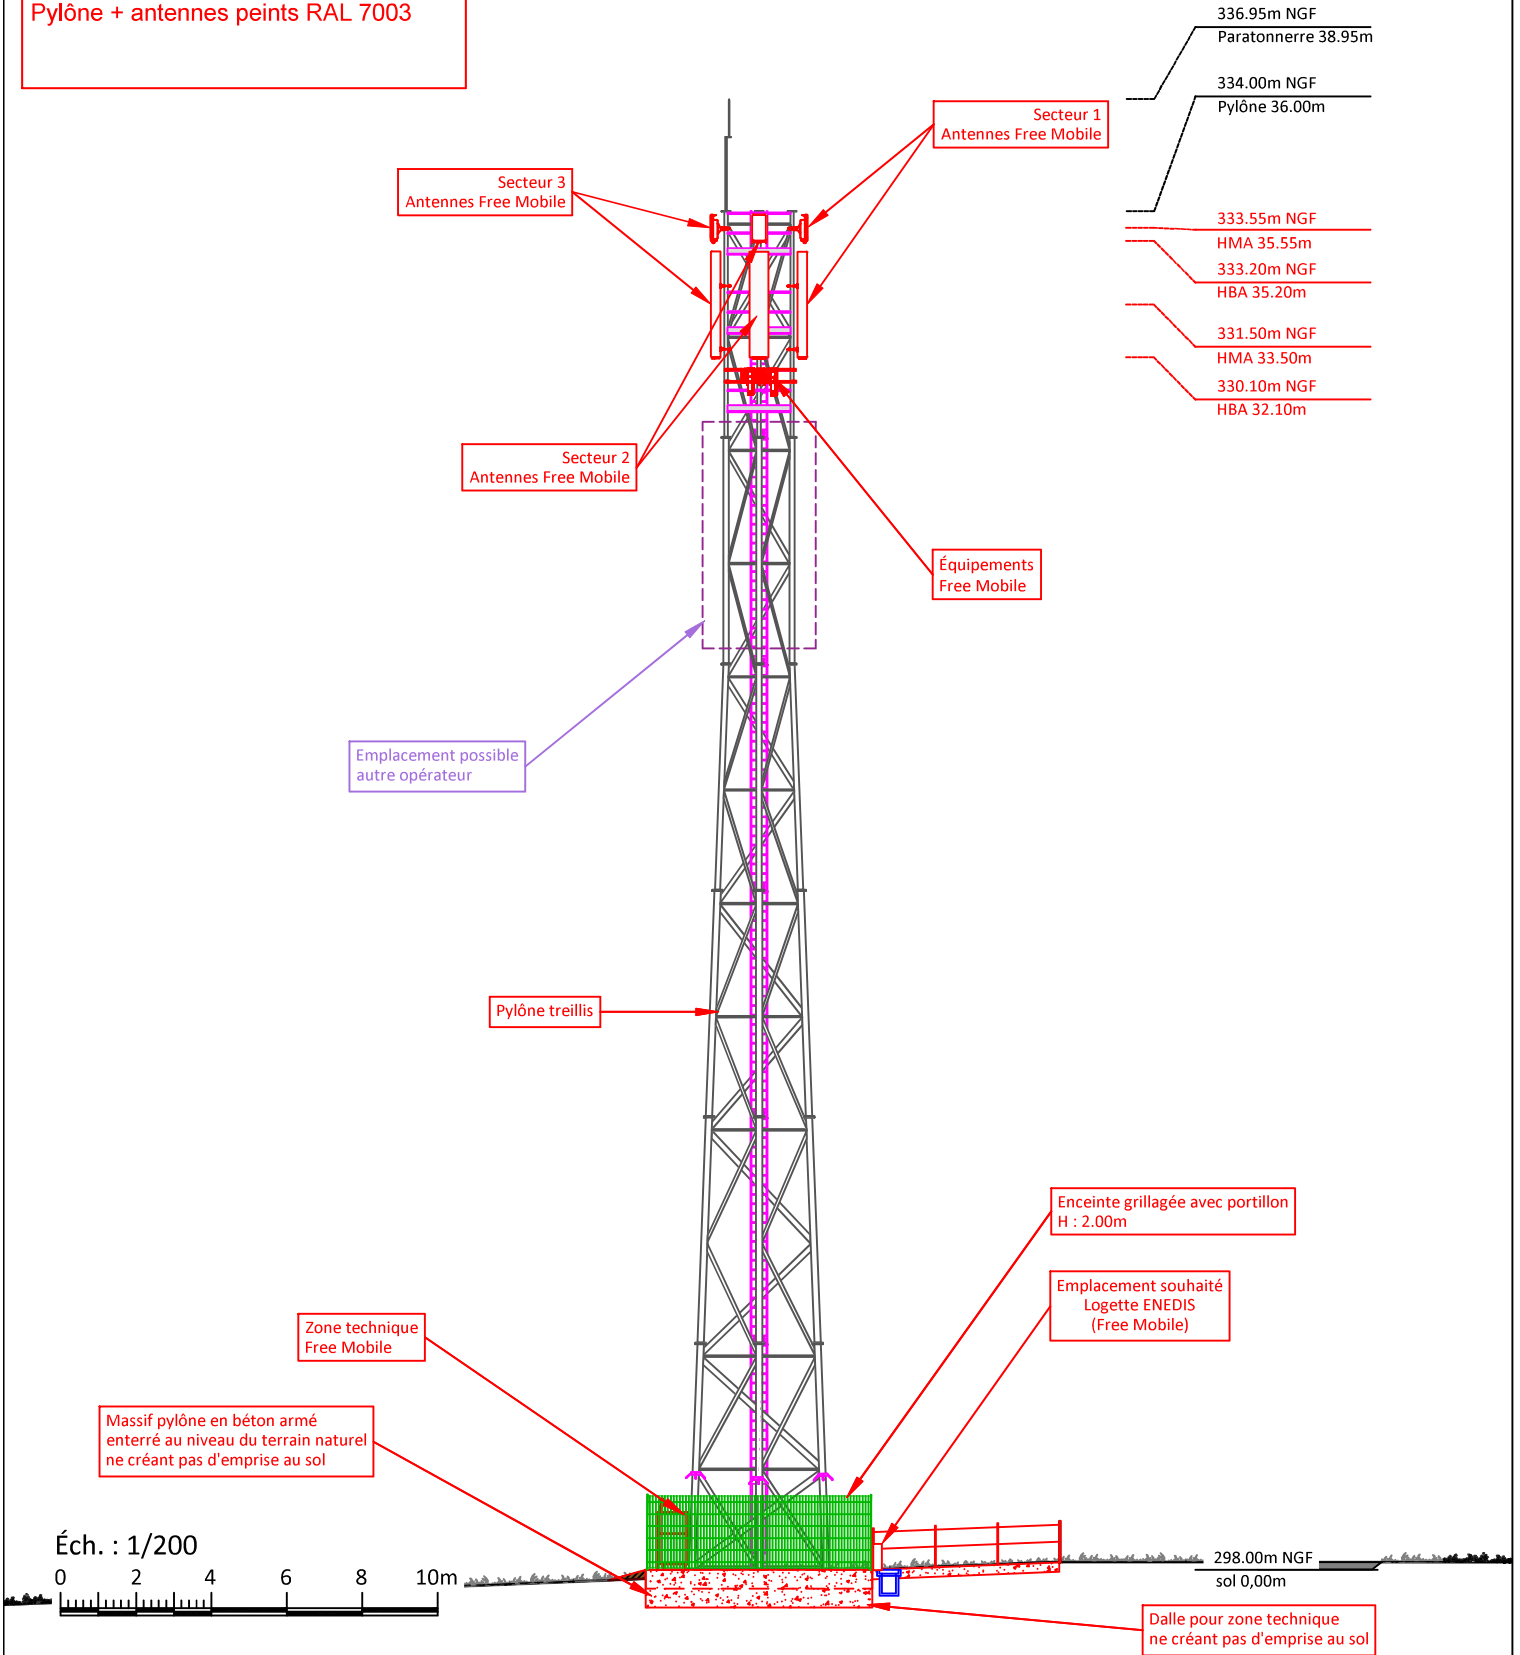 Pylône + antennes peints RAL 7003
336.95m NGF
Paratonnerre 38.95m
334.00m NGF
Pylône 36.00m
Secteur 1
Antennes Free Mobile
Secteur 3
Antennes Free Mobile
333.55m NGF
HMA 35.55m
333.20m NGF
HBA 35.20m
331.50m NGF
HMA 33.50m
330.10m NGF
HBA 32.10m
Secteur 2
Antennes Free Mobile
Équipements
Free Mobile
Emplacement possible
autre opérateur
Pylône treillis
Enceinte grillagée avec portillon
H : 2.00m
Emplacement souhaité
Logette ENEDIS
(Free Mobile)
Zone technique
Free Mobile
Massif pylône en béton armé
enterré au niveau du terrain naturel
ne créant pas d'emprise au sol
Éch. : 1/200
0 2 4 6 8 10m
298.00m NGF
sol 0,00m
Dalle pour zone technique
ne créant pas d'emprise au sol